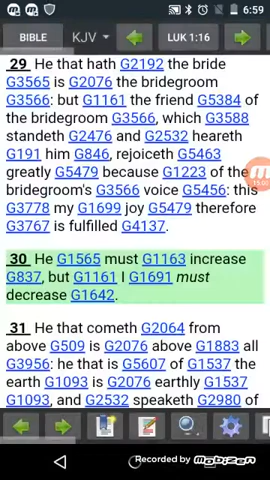 6:59
BIBLE KJV LUK 1:16
29 He that hath G2192 the bride
G3565 is G2076 the bridegroom
G3566: but G1161 the friend G5384 of
the bridegroom G3566, which G3588
standeth G2476 and G2532 heareth
G191 him G846, rejoiceth G5463
greatly G5479 because G1223 of the
bridegroom's G3566 voice G5456: this
G3778 my G1699 joy G5479 therefore
G3767 is fulfilled G4137.
30 He G1565 must G1163 increase
G837, but G1161 I G1691 must
decrease G1642.
31 He that cometh G2064 from
above G509 is G2076 above G1883 all
G3956: he that is G5607 of G1537 the
earth G1093 is G2076 earthly G1537
G1093, and G2532 speaketh G2980 of
Recorded by mobizen